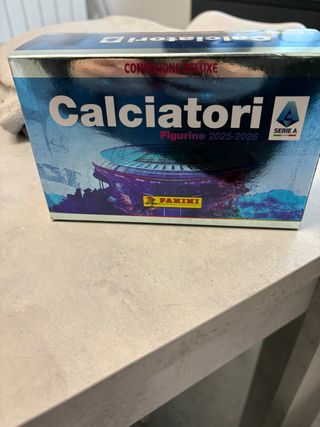 CONFEZIONE DELUXE
Calciatori
Figurine 2025-2026
SERIE A
PANINI